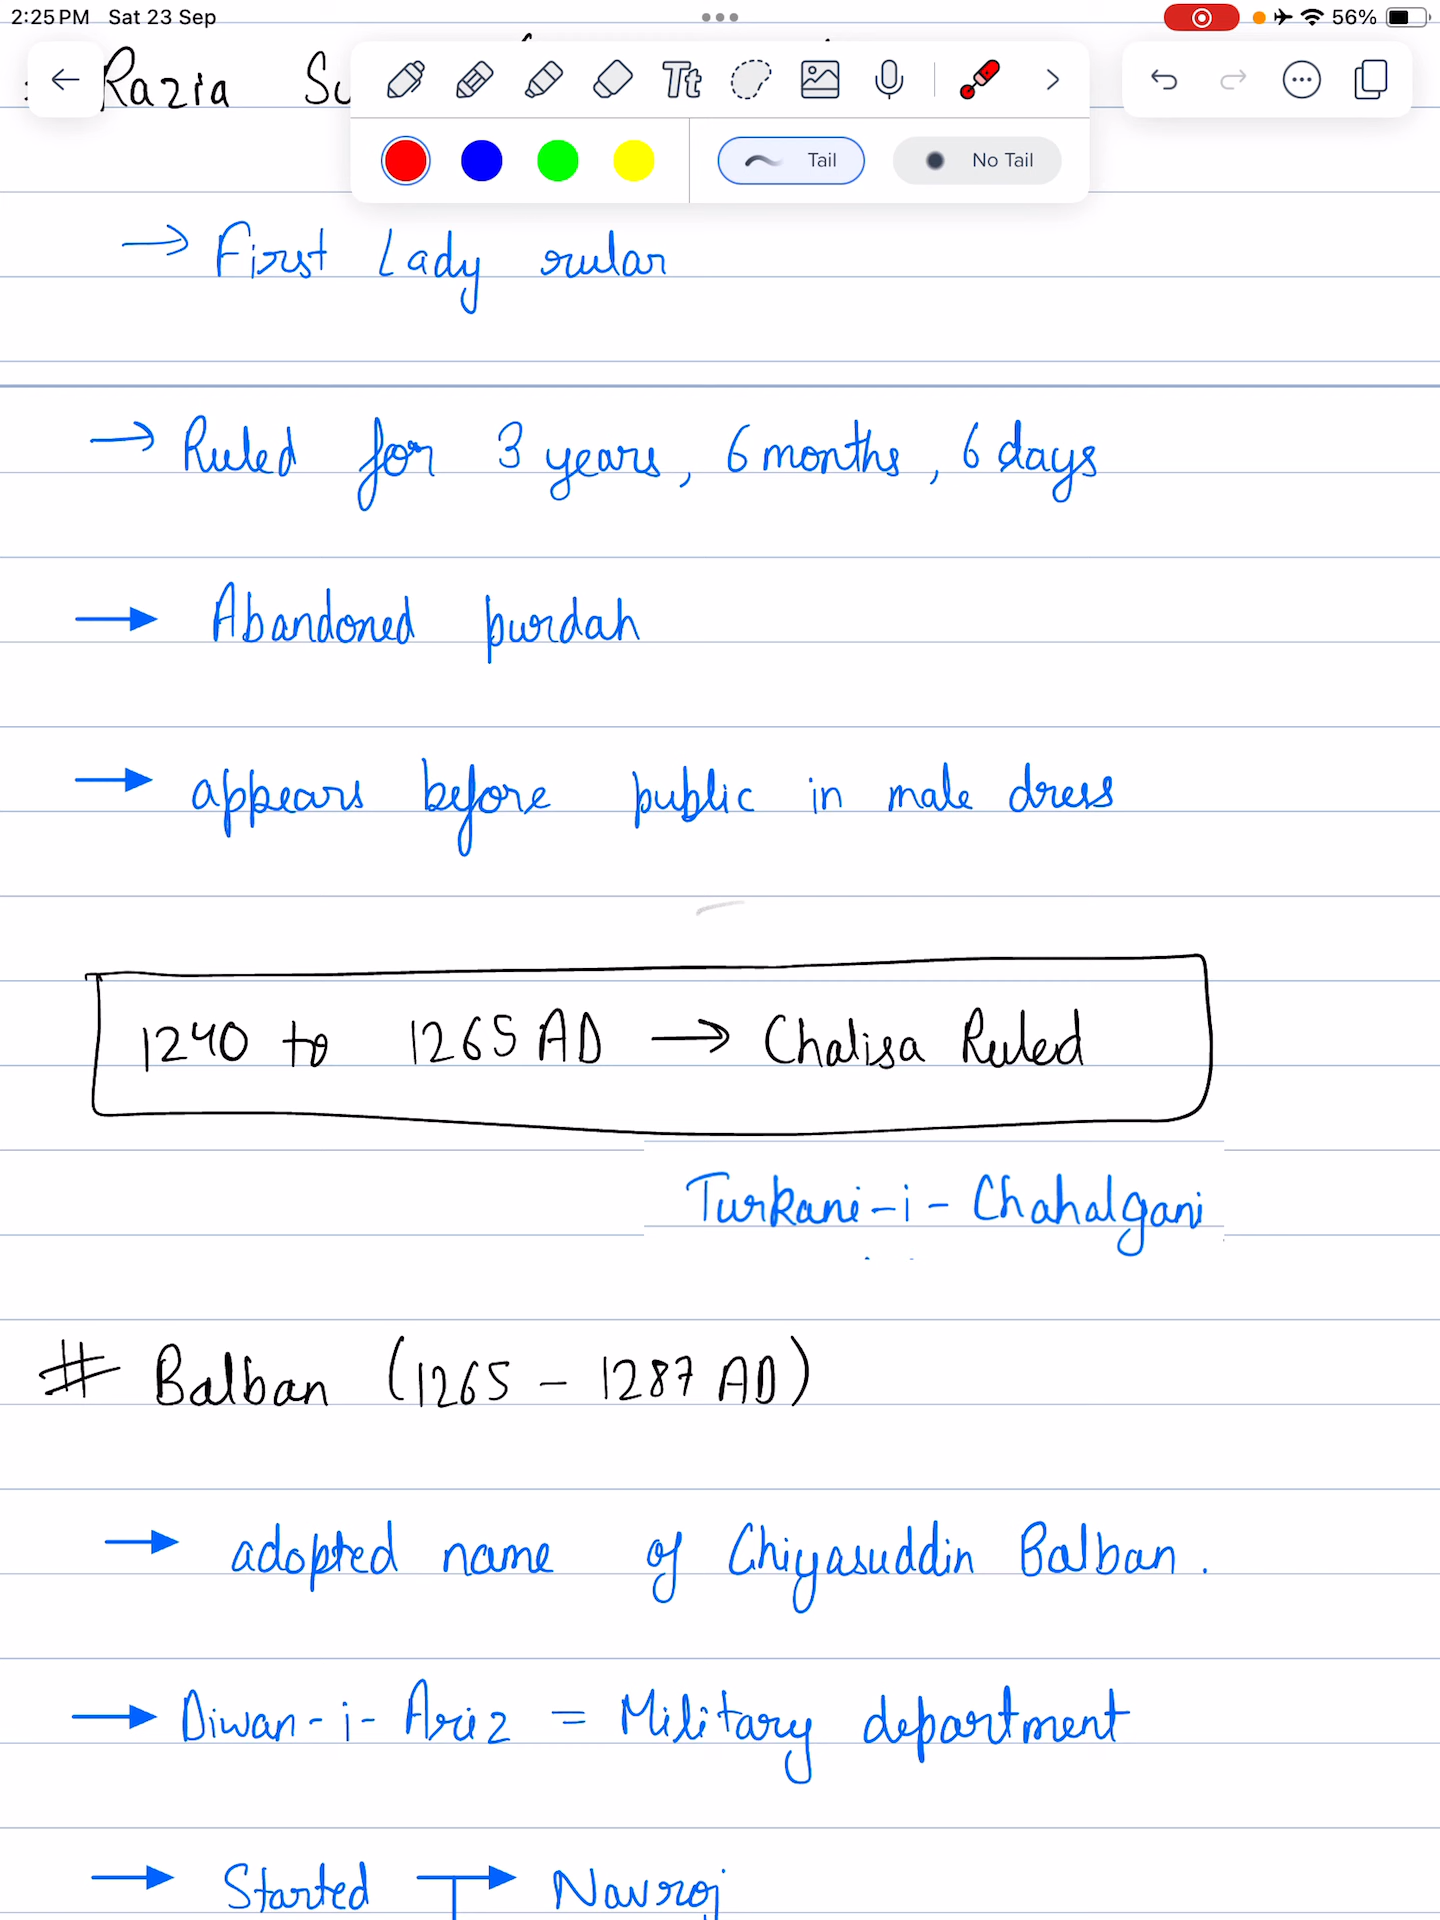 2:25 PM Sat 23 Sep
56%
Razia Su
Tt
Tail
No Tail
→ First Lady rular
→ Ruled for 3 years, 6 months, 6 days
→ Abandoned purdah
→ appears before public in male dress
1240 to 1265 AD → Chalisa Ruled
Turkani-i-Chahalgani
# Balban (1265 - 1287 AD)
→ adopted name of Ghiyasuddin Balban.
→ Diwan-i-Ariz = Military department
→ Started → Navroj